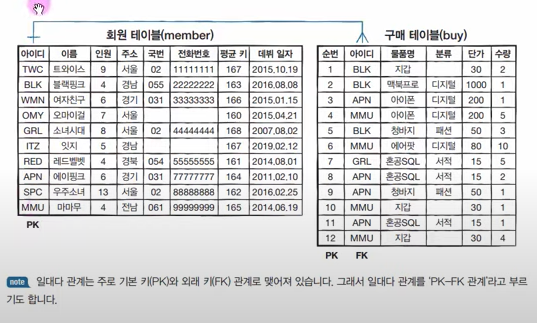 회원 테이블(member)
아이디 이름 인원 주소 국번 전화번호 평균 키 데뷔 일자
TWC 트와이스 9 서울 02 11111111 167 2015.10.19
BLK 블랙핑크 4 경남 055 22222222 163 2016.08.08
WMN 여자친구 6 경기 031 33333333 166 2015.01.15
OMY 오마이걸 7 서울 160 2015.04.21
GRL 소녀시대 8 서울 02 44444444 168 2007.08.02
ITZ 잇지 5 경남 167 2019.02.12
RED 레드벨벳 4 경북 054 55555555 161 2014.08.01
APN 에이핑크 6 경기 031 77777777 164 2011.02.10
SPC 우주소녀 13 서울 02 88888888 162 2016.02.25
MMU 마마무 4 전남 061 99999999 165 2014.06.19
PK
구매 테이블(buy)
순번 아이디 물품명 분류 단가 수량
1 BLK 지갑 30 2
2 BLK 맥북프로 디지털 1000 1
3 APN 아이폰 디지털 200 1
4 MMU 아이폰 디지털 200 5
5 BLK 청바지 패션 50 3
6 MMU 에어팟 디지털 80 10
7 GRL 혼공SQL 서적 15 5
8 APN 혼공SQL 서적 15 2
9 APN 청바지 패션 50 1
10 MMU 지갑 30 1
11 APN 혼공SQL 서적 15 1
12 MMU 지갑 30 4
PK FK
note 일대다 관계는 주로 기본 키(PK)와 외래 키(FK) 관계로 맺어져 있습니다. 그래서 일대다 관계를 'PK-FK 관계'라고 부르
기도 합니다.